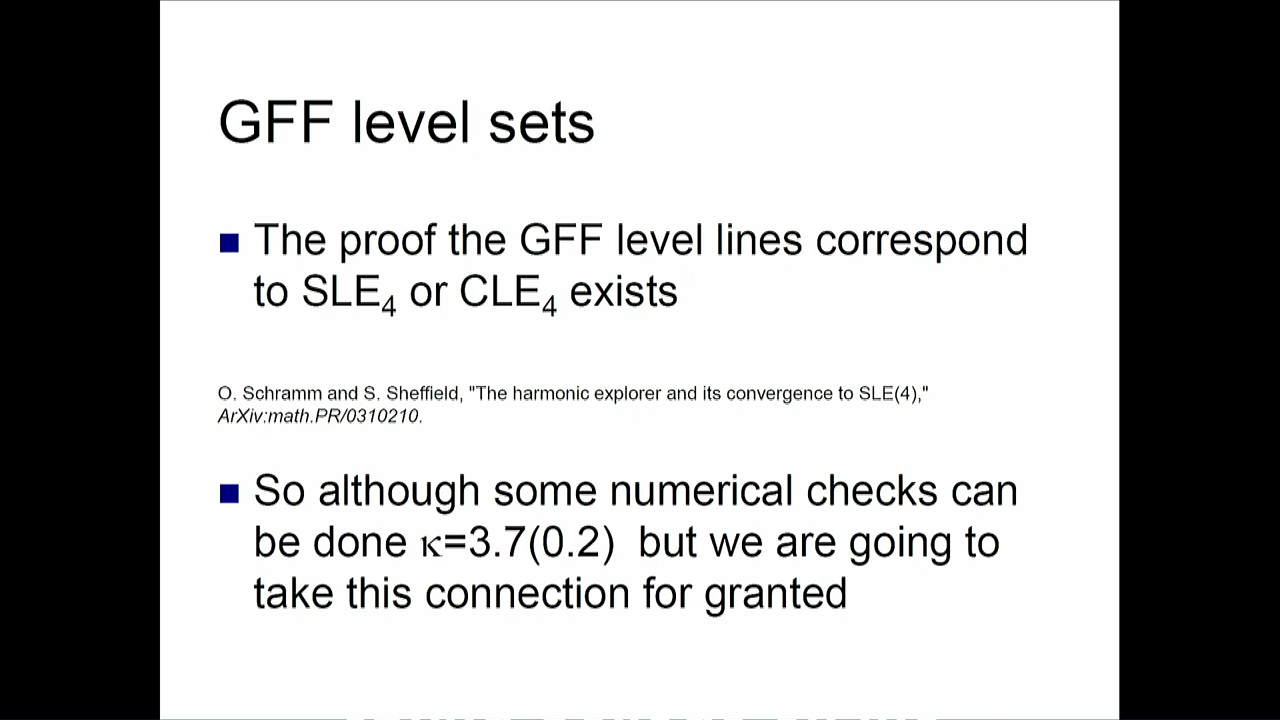 GFF level sets
The proof the GFF level lines correspond
to SLE₄ or CLE₄ exists
O. Schramm and S. Sheffield, "The harmonic explorer and its convergence to SLE(4),"
ArXiv:math.PR/0310210.
So although some numerical checks can
be done κ=3.7(0.2) but we are going to
take this connection for granted